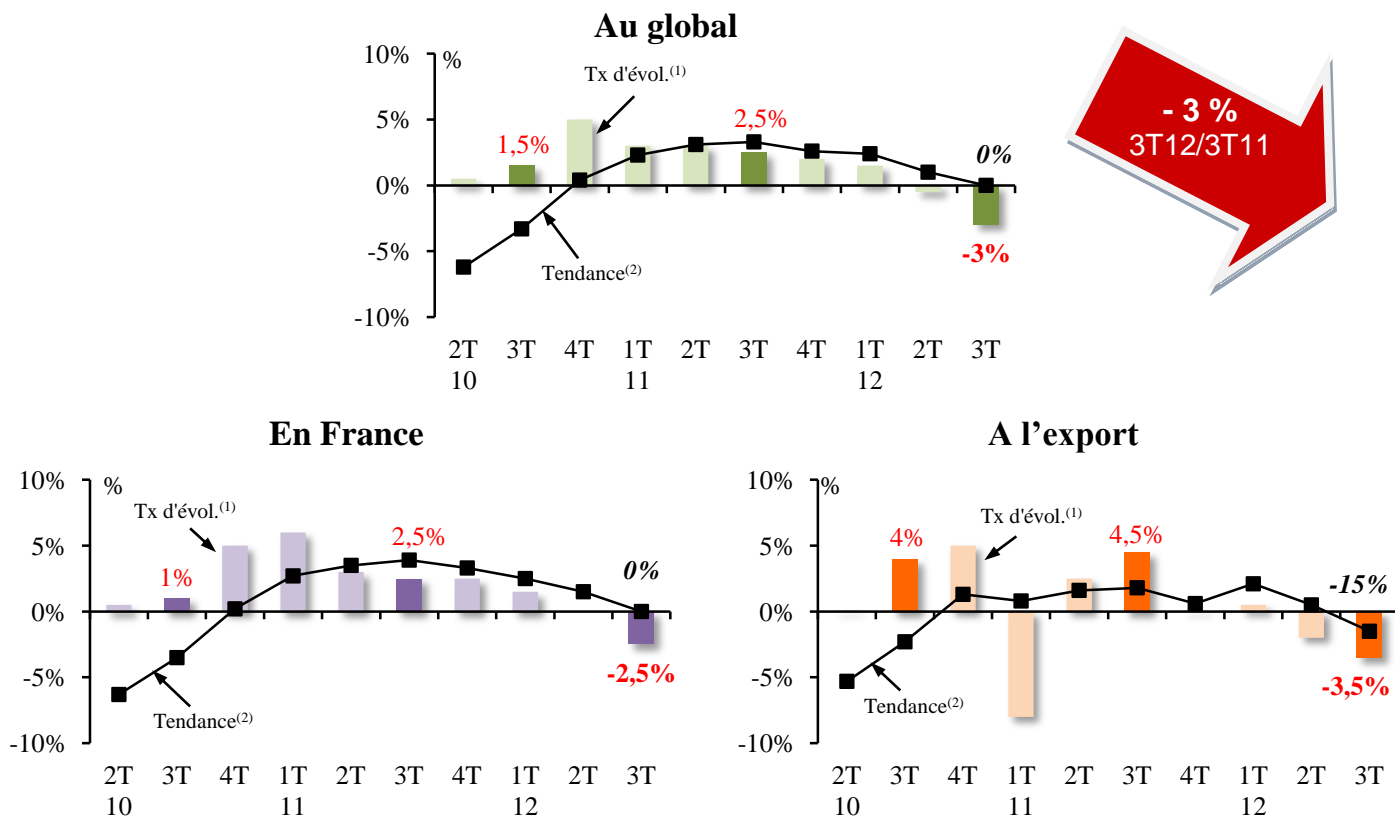 Au global
10%
%
5%
0%
-5%
-10%
Tx d'évol.(1)
1,5%
2,5%
0%
-3%
Tendance(2)
2T 3T 4T 1T 2T 3T 4T 1T 2T 3T
10 11 12
- 3 %
3T12/3T11
En France
10%
%
5%
0%
-5%
-10%
Tx d'évol.(1)
1%
2,5%
0%
-2,5%
Tendance(2)
2T 3T 4T 1T 2T 3T 4T 1T 2T 3T
10 11 12
A l’export
10%
%
5%
0%
-5%
-10%
Tx d'évol.(1)
4%
4,5%
-15%
-3,5%
Tendance(2)
2T 3T 4T 1T 2T 3T 4T 1T 2T 3T
10 11 12